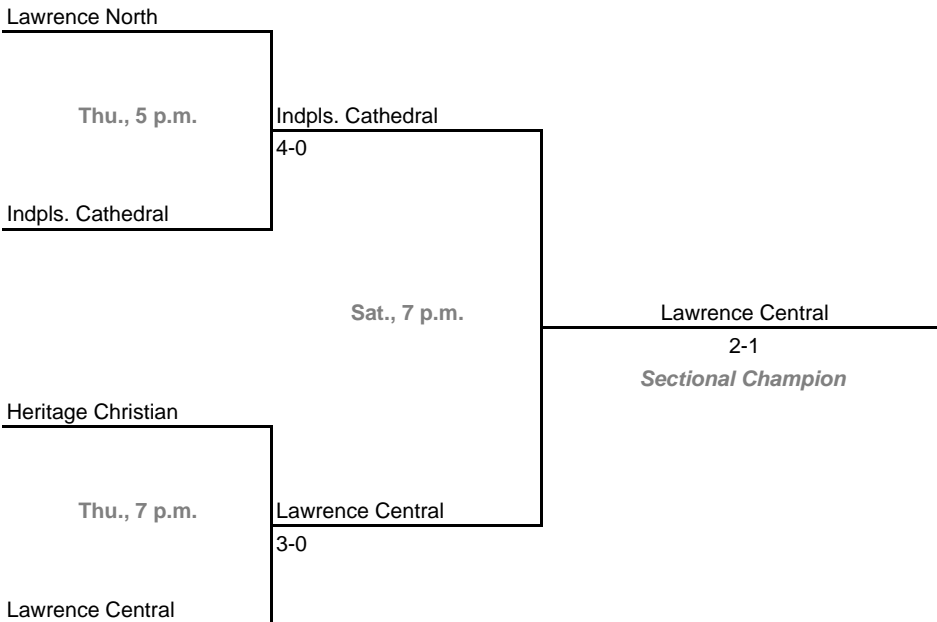 Lawrence North
Thu., 5 p.m.
Indpls. Cathedral
4-0
Indpls. Cathedral
Sat., 7 p.m.
Lawrence Central
2-1
Sectional Champion
Heritage Christian
Thu., 7 p.m.
Lawrence Central
3-0
Lawrence Central